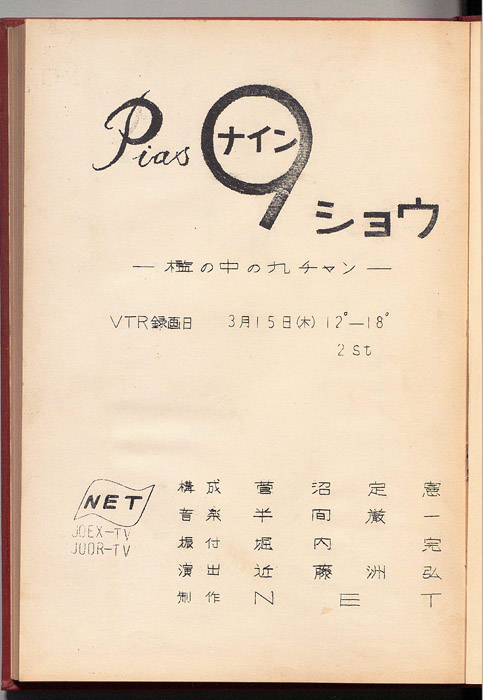 Pias ナイン9 ショウ
— 檻の中の九チャン —
VTR録画日 3月15日(木) 12°—18°
2st
NET
JOEX-TV
JUOR-TV
構成 菅沼定憲
音楽 半間厳一
振付 堀内完
演出 近藤洲弘
制作 NET